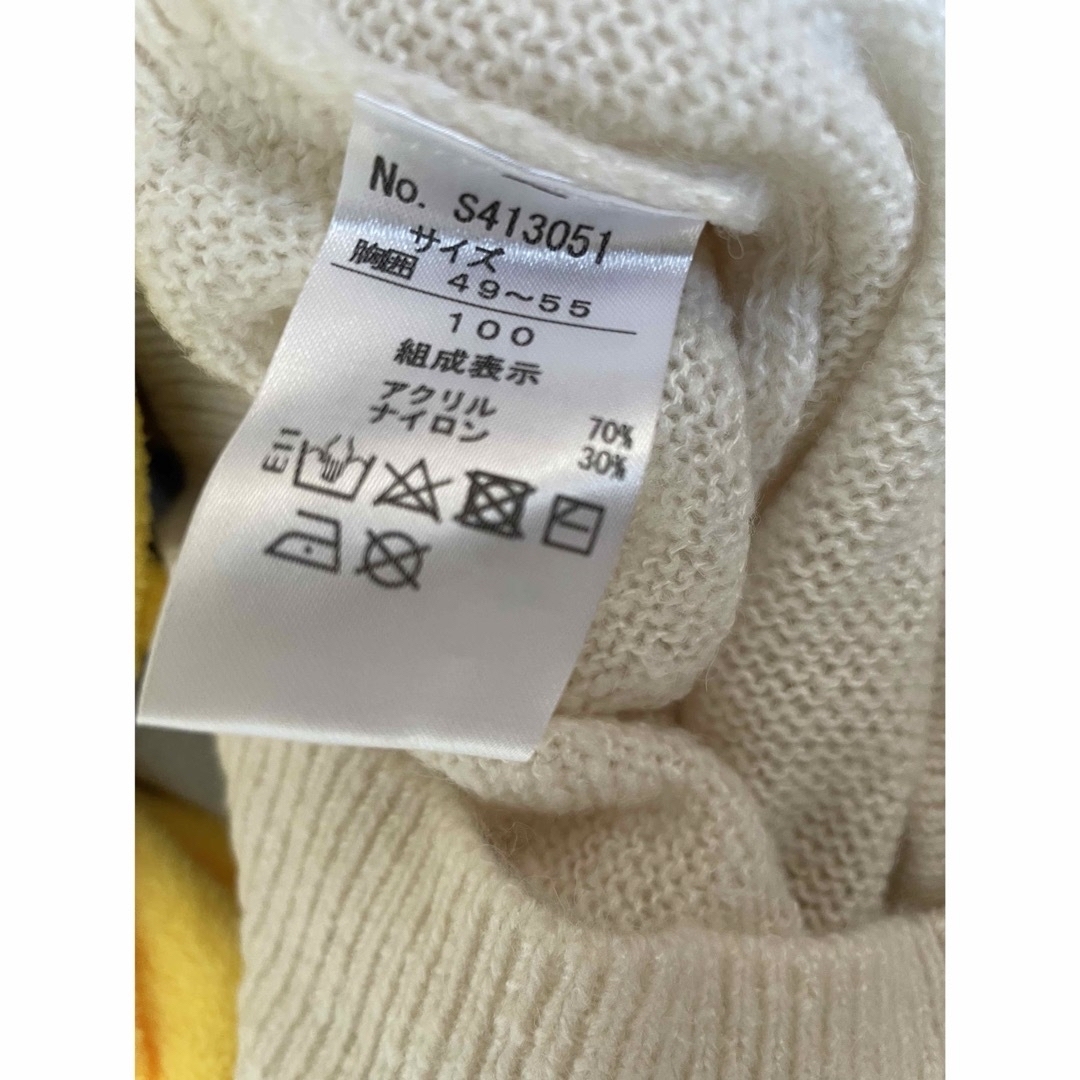 No. S413051
サイズ
胸囲 49～55
100
組成表示
アクリル 70%
ナイロン 30%
E11